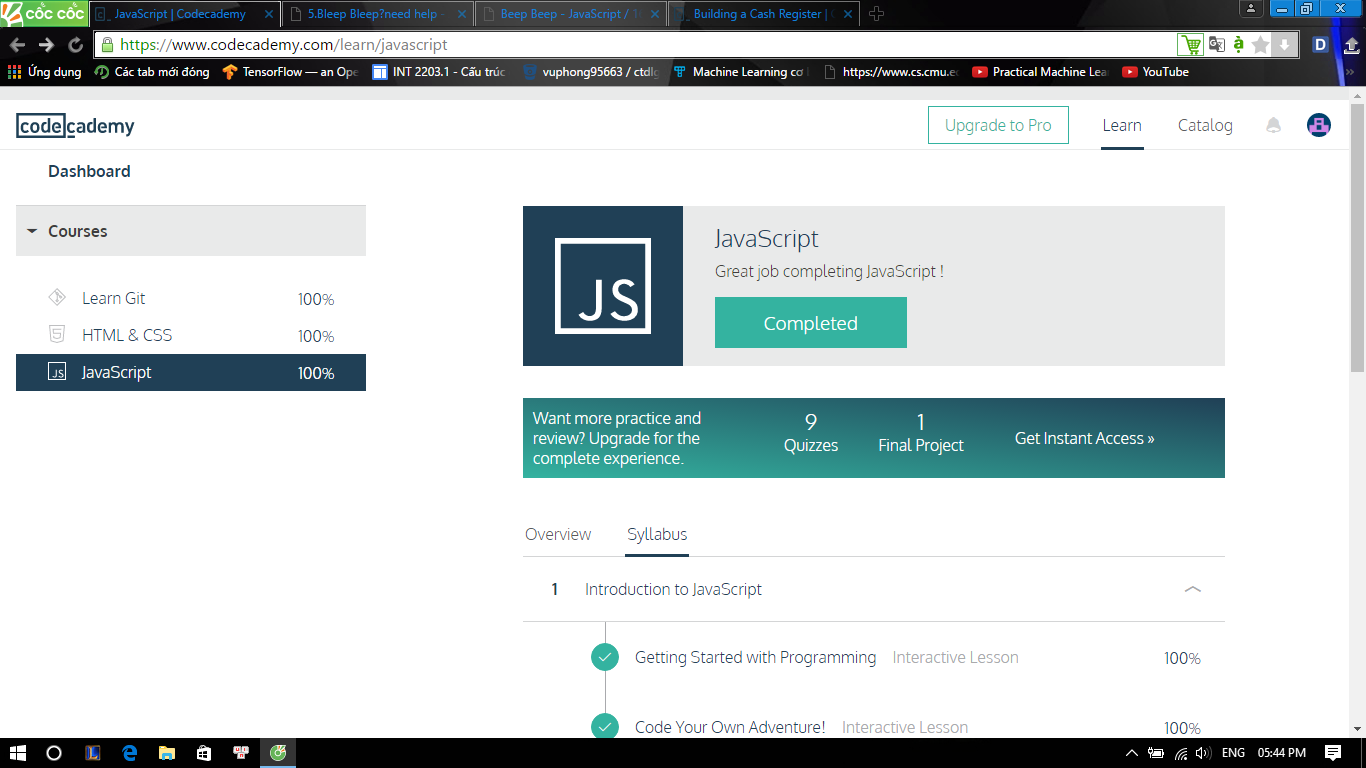 CỐC CỐC
JavaScript | Codecademy
5.Bleep Bleep?need help -
Beep Beep - JavaScript /
Building a Cash Register |
https://www.codecademy.com/learn/javascript
Ứng dụng
Các tab mới đóng
TensorFlow — an Ope
INT 2203.1 - Cấu trúc
vuphong95663 / ctdlg
Machine Learning cơ
https://www.cs.cmu.e
Practical Machine Lea
YouTube
codecademy
Upgrade to Pro
Learn
Catalog
Dashboard
Courses
Learn Git 100%
HTML & CSS 100%
JS JavaScript 100%
JS
JavaScript
Great job completing JavaScript !
Completed
Want more practice and
review? Upgrade for the
complete experience.
9
Quizzes
1
Final Project
Get Instant Access »
Overview
Syllabus
1 Introduction to JavaScript
Getting Started with Programming Interactive Lesson 100%
Code Your Own Adventure! Interactive Lesson 100%
ENG 05:44 PM